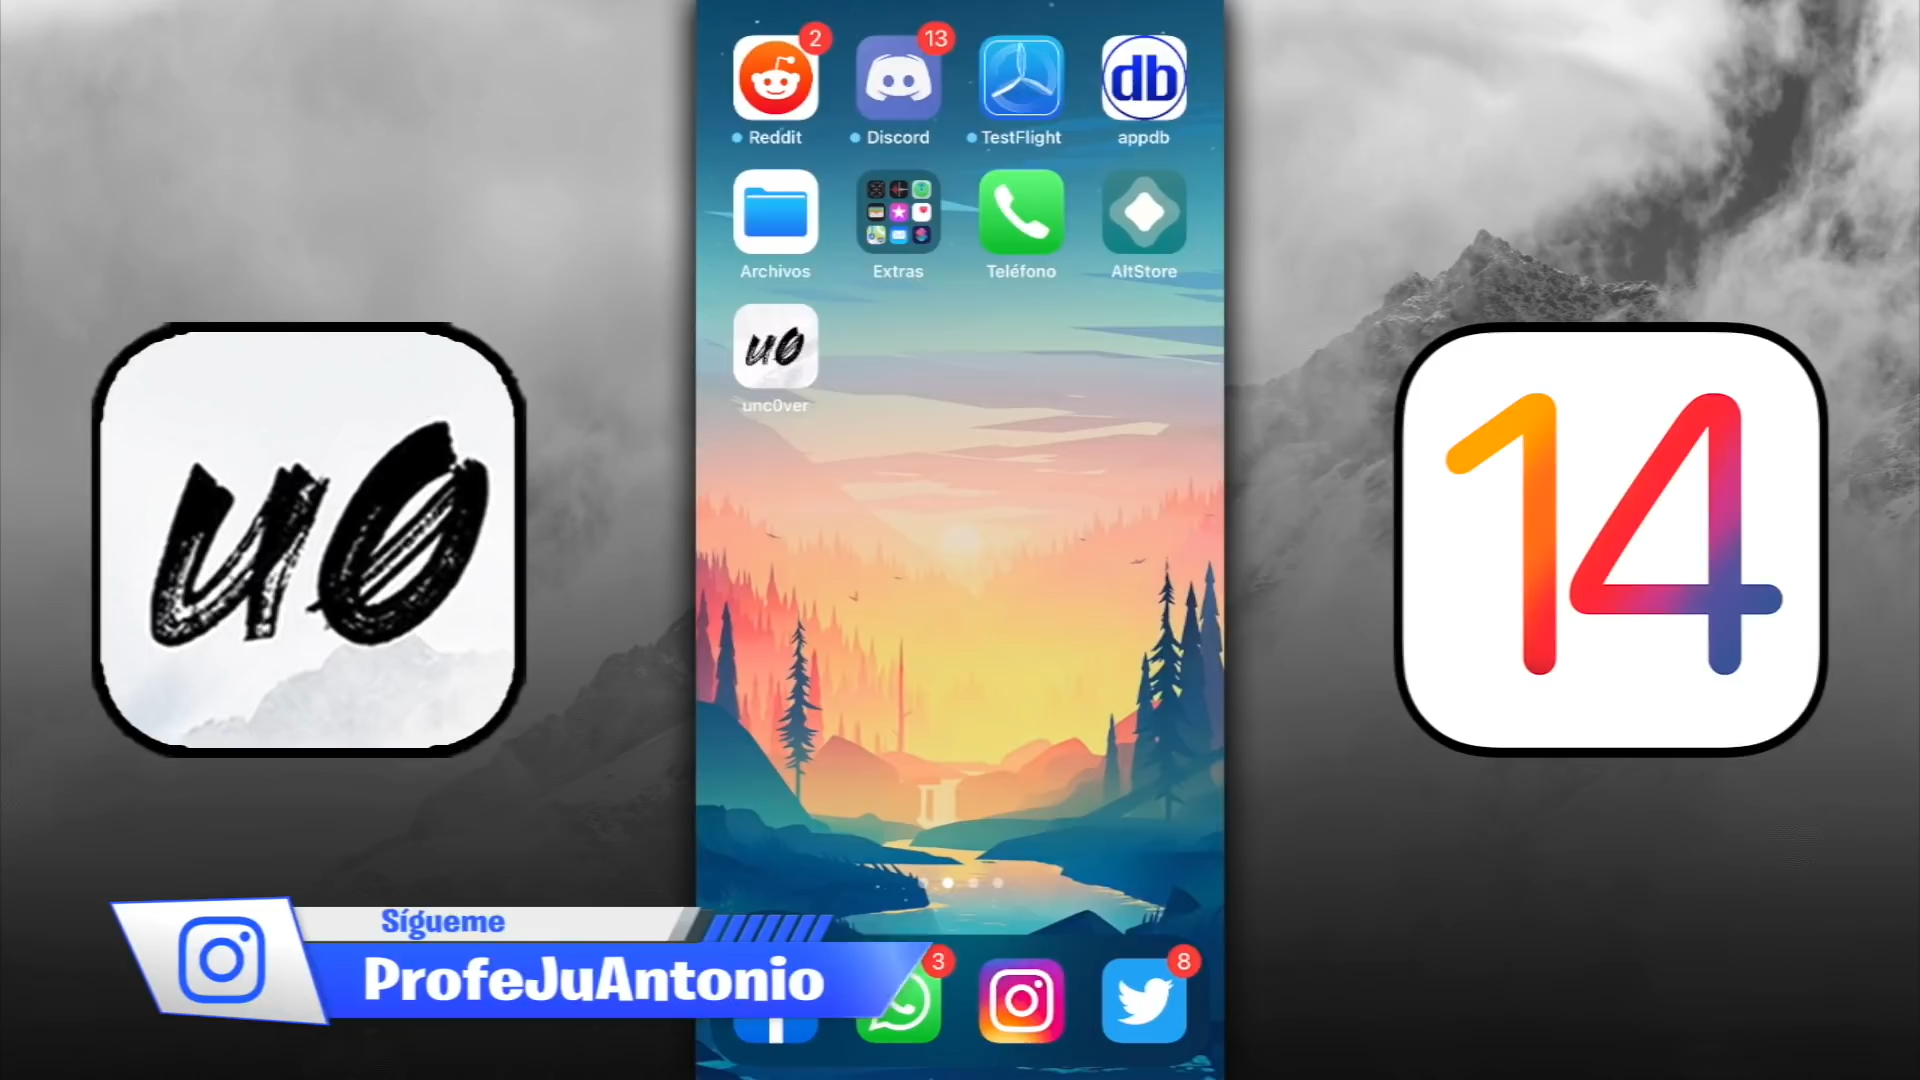 2
13
Reddit
Discord
TestFlight
db
appdb
Archivos
Extras
Teléfono
AltStore
u0
unc0ver
u0
14
Sígueme
ProfeJuAntonio
3
8